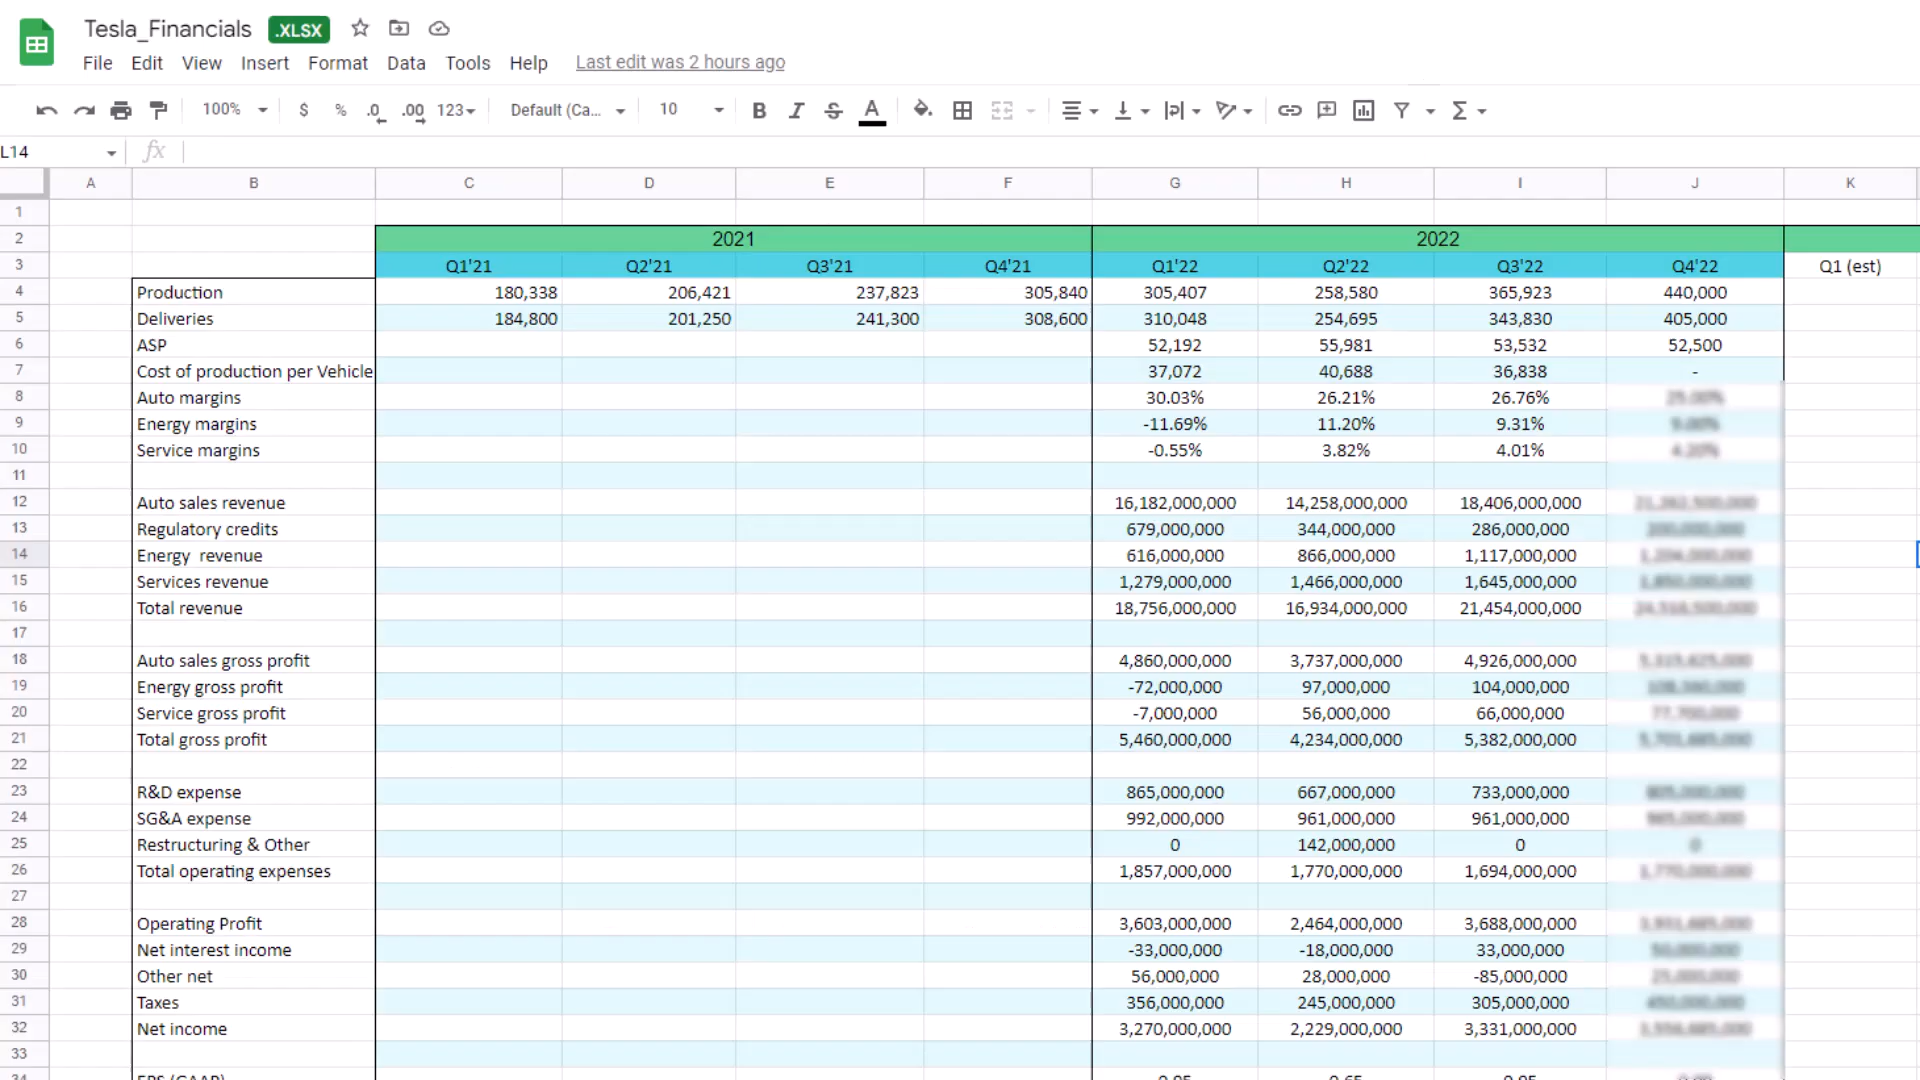 Tesla_Financials .XLSX
File Edit View Insert Format Data Tools Help Last edit was 2 hours ago
100% $ % .0 .00 123 Default (Ca... 10 B I S A
L14 fx
A B C D E F G H I J K
1
2 2021 2022
3 Q1'21 Q2'21 Q3'21 Q4'21 Q1'22 Q2'22 Q3'22 Q4'22 Q1 (est)
4 Production 180,338 206,421 237,823 305,840 305,407 258,580 365,923 440,000
5 Deliveries 184,800 201,250 241,300 308,600 310,048 254,695 343,830 405,000
6 ASP 52,192 55,981 53,532 52,500
7 Cost of production per Vehicle 37,072 40,688 36,838 -
8 Auto margins 30.03% 26.21% 26.76%
9 Energy margins -11.69% 11.20% 9.31%
10 Service margins -0.55% 3.82% 4.01%
11
12 Auto sales revenue 16,182,000,000 14,258,000,000 18,406,000,000
13 Regulatory credits 679,000,000 344,000,000 286,000,000
14 Energy revenue 616,000,000 866,000,000 1,117,000,000
15 Services revenue 1,279,000,000 1,466,000,000 1,645,000,000
16 Total revenue 18,756,000,000 16,934,000,000 21,454,000,000
17
18 Auto sales gross profit 4,860,000,000 3,737,000,000 4,926,000,000
19 Energy gross profit -72,000,000 97,000,000 104,000,000
20 Service gross profit -7,000,000 56,000,000 66,000,000
21 Total gross profit 5,460,000,000 4,234,000,000 5,382,000,000
22
23 R&D expense 865,000,000 667,000,000 733,000,000
24 SG&A expense 992,000,000 961,000,000 961,000,000
25 Restructuring & Other 0 142,000,000 0
26 Total operating expenses 1,857,000,000 1,770,000,000 1,694,000,000
27
28 Operating Profit 3,603,000,000 2,464,000,000 3,688,000,000
29 Net interest income -33,000,000 -18,000,000 33,000,000
30 Other net 56,000,000 28,000,000 -85,000,000
31 Taxes 356,000,000 245,000,000 305,000,000
32 Net income 3,270,000,000 2,229,000,000 3,331,000,000
33